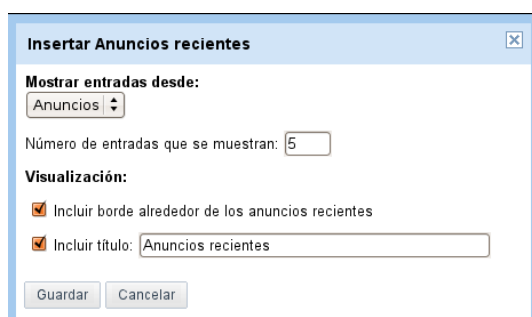 Insertar Anuncios recientes
Mostrar entradas desde:
Anuncios
Número de entradas que se muestran: 5
Visualización:
Incluir borde alrededor de los anuncios recientes
Incluir título: Anuncios recientes
Guardar Cancelar